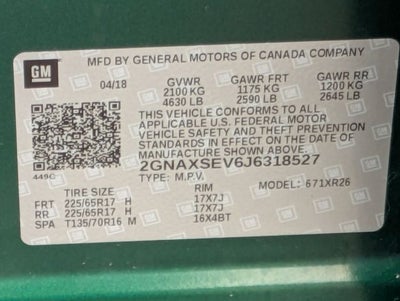 GM
MFD BY GENERAL MOTORS OF CANADA COMPANY
04/18
GVWR GAWR FRT GAWR RR
2100 KG 1175 KG 1200 KG
4630 LB 2590 LB 2645 LB
THIS VEHICLE CONFORMS TO ALL
APPLICABLE U.S. FEDERAL MOTOR
VEHICLE SAFETY AND THEFT PREVENTION
STANDARDS IN EFFECT ON THE DATE OF
MANUFACTURE SHOWN ABOVE.
2GNAXSEV6J6318527
449C
TYPE: M.P.V. MODEL: 671XR26
TIRE SIZE RIM
FRT 225/65R17 H 17X7J
RR 225/65R17 H 17X7J
SPA T135/70R16 M 16X4BT